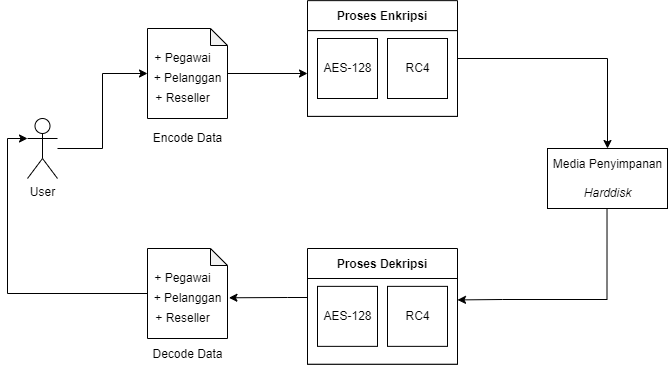 Proses Enkripsi
+ Pegawai
+ Pelanggan
+ Reseller
AES-128
RC4
Encode Data
User
Media Penyimpanan
Harddisk
Proses Dekripsi
+ Pegawai
+ Pelanggan
+ Reseller
AES-128
RC4
Decode Data